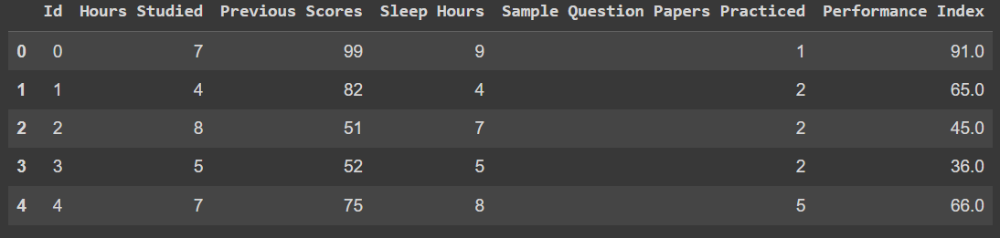 Id Hours Studied Previous Scores Sleep Hours Sample Question Papers Practiced Performance Index
0 0 7 99 9 1 91.0
1 1 4 82 4 2 65.0
2 2 8 51 7 2 45.0
3 3 5 52 5 2 36.0
4 4 7 75 8 5 66.0